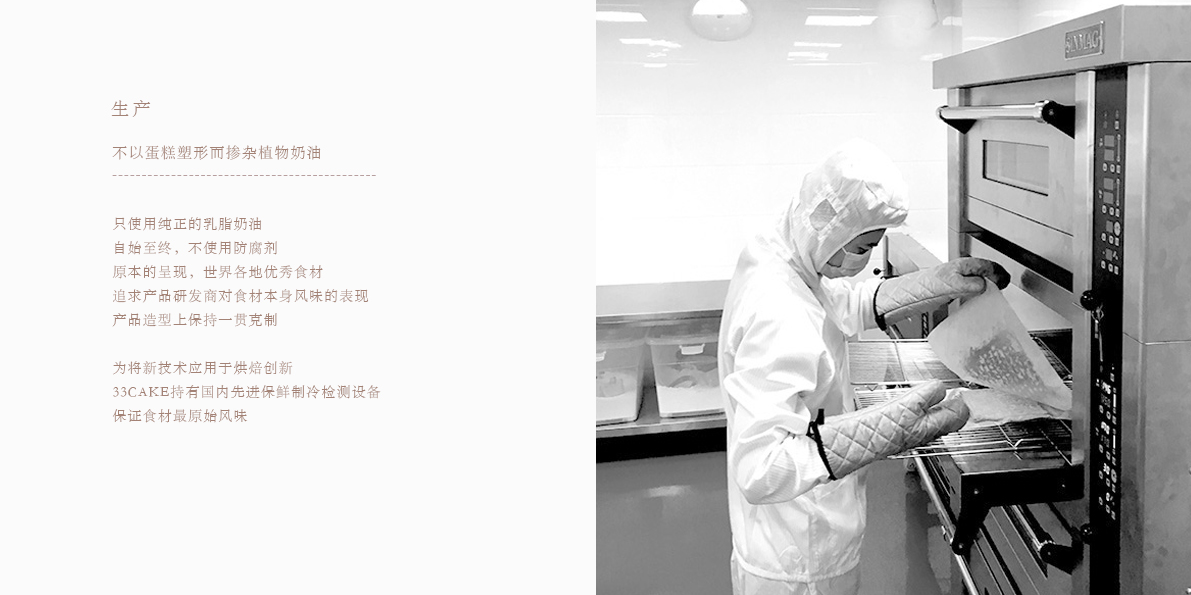 生产
不以蛋糕塑形而掺杂植物奶油
只使用纯正的乳脂奶油
自始至终，不使用防腐剂
原本的呈现，世界各地优秀食材
追求产品研发商对食材本身风味的表现
产品造型上保持一贯克制
为将新技术应用于烘焙创新
33CAKE持有国内先进保鲜制冷检测设备
保证食材最原始风味
SINMAG